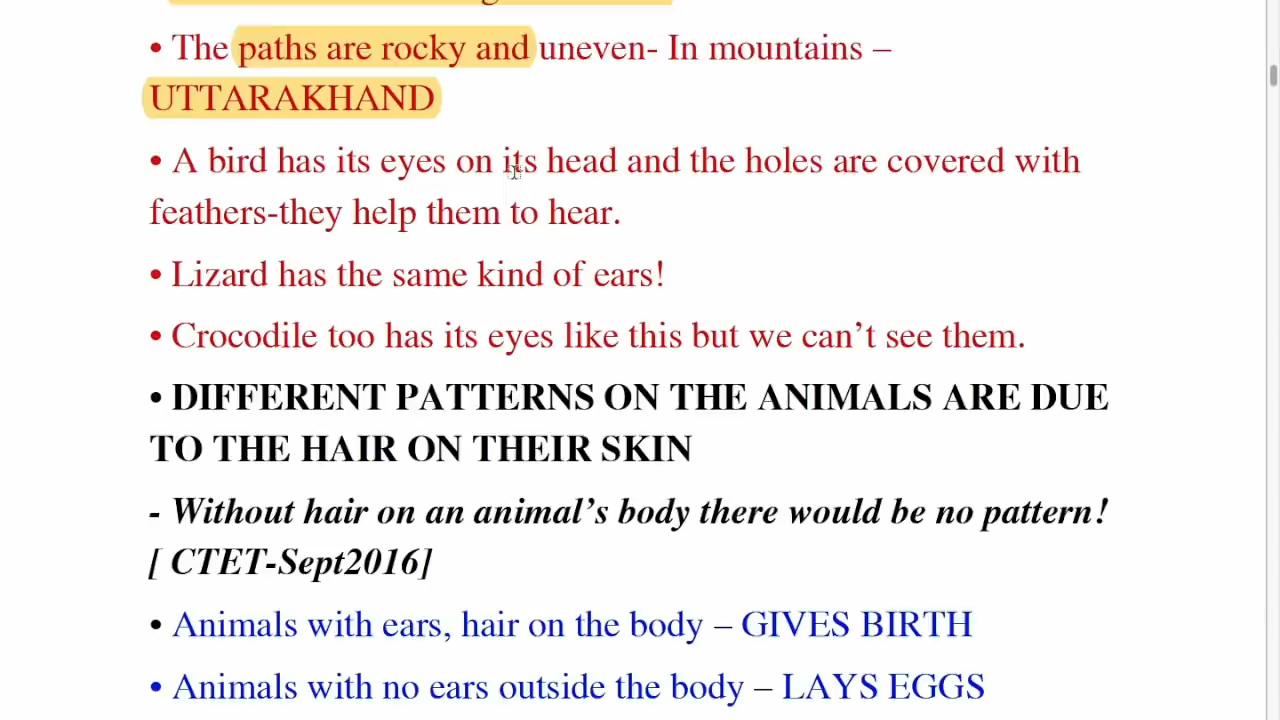 • The paths are rocky and uneven- In mountains –
UTTARAKHAND
• A bird has its eyes on its head and the holes are covered with
feathers-they help them to hear.
• Lizard has the same kind of ears!
• Crocodile too has its eyes like this but we can’t see them.
• DIFFERENT PATTERNS ON THE ANIMALS ARE DUE
TO THE HAIR ON THEIR SKIN
- Without hair on an animal’s body there would be no pattern!
[ CTET-Sept2016]
• Animals with ears, hair on the body – GIVES BIRTH
• Animals with no ears outside the body – LAYS EGGS